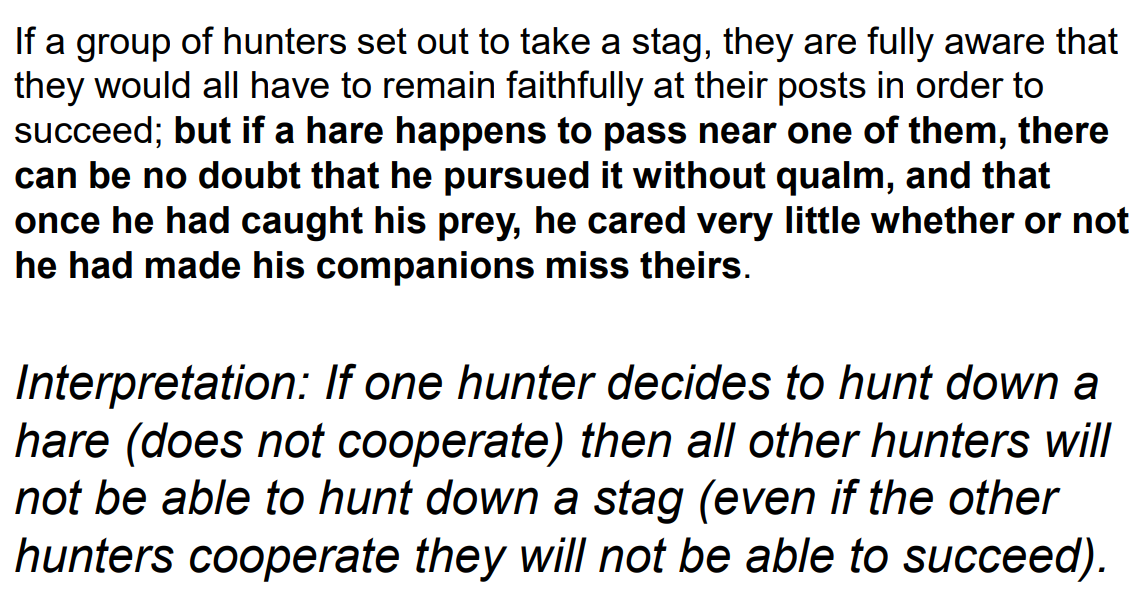 If a group of hunters set out to take a stag, they are fully aware that
they would all have to remain faithfully at their posts in order to
succeed; but if a hare happens to pass near one of them, there
can be no doubt that he pursued it without qualm, and that
once he had caught his prey, he cared very little whether or not
he had made his companions miss theirs.
Interpretation: If one hunter decides to hunt down a
hare (does not cooperate) then all other hunters will
not be able to hunt down a stag (even if the other
hunters cooperate they will not be able to succeed).